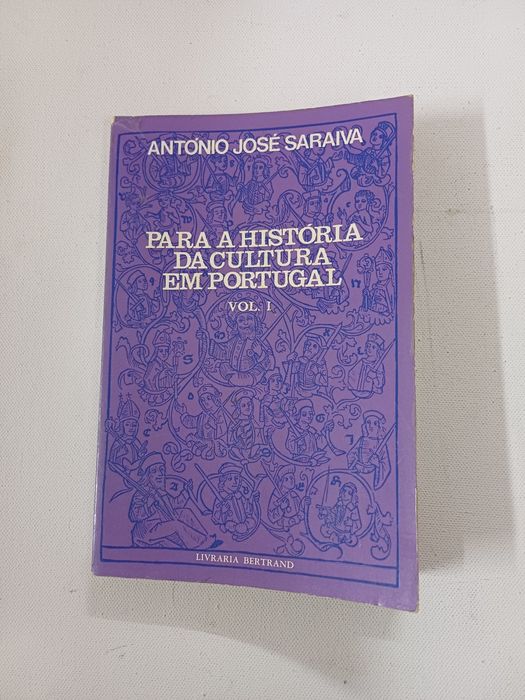 ANTÓNIO JOSÉ SARAIVA
PARA A HISTÓRIA
DA CULTURA
EM PORTUGAL
VOL. I
LIVRARIA BERTRAND